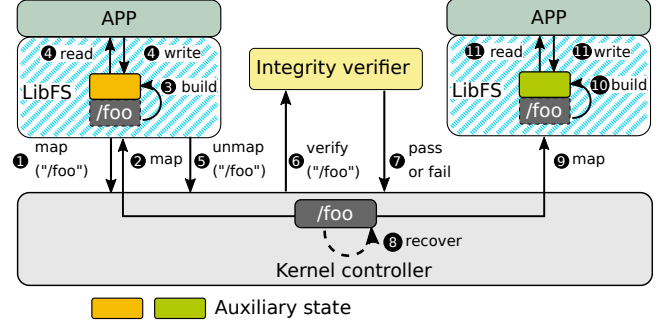 APP
APP
4 read
4 write
11 read
11 write
Integrity verifier
3 build
10 build
LibFS
LibFS
/foo
/foo
1 map
("/foo")
2 map
5 unmap
("/foo")
6 verify
("/foo")
7 pass
or fail
9 map
/foo
8 recover
Kernel controller
Auxiliary state